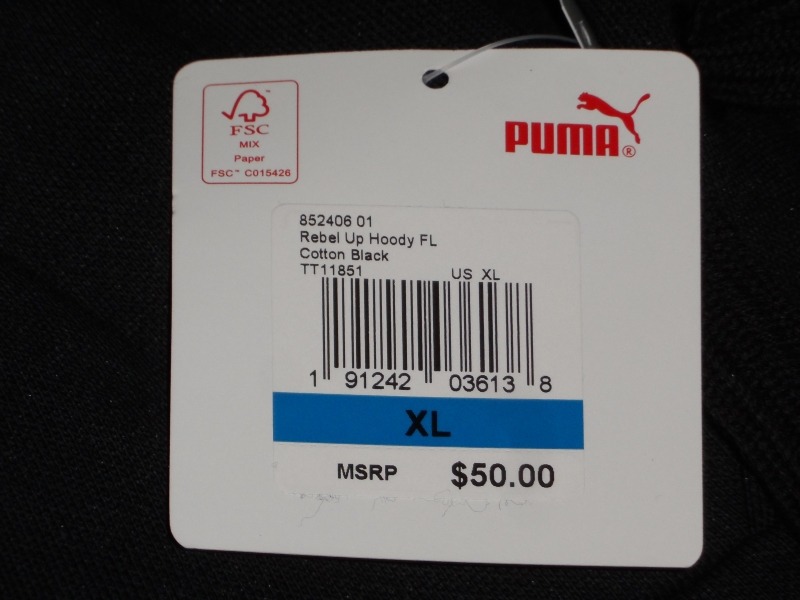 FSC
MIX
Paper
FSC™ C015426
PUMA®
852406 01
Rebel Up Hoody FL
Cotton Black
TT11851
US XL
1 91242 03613 8
XL
MSRP $50.00